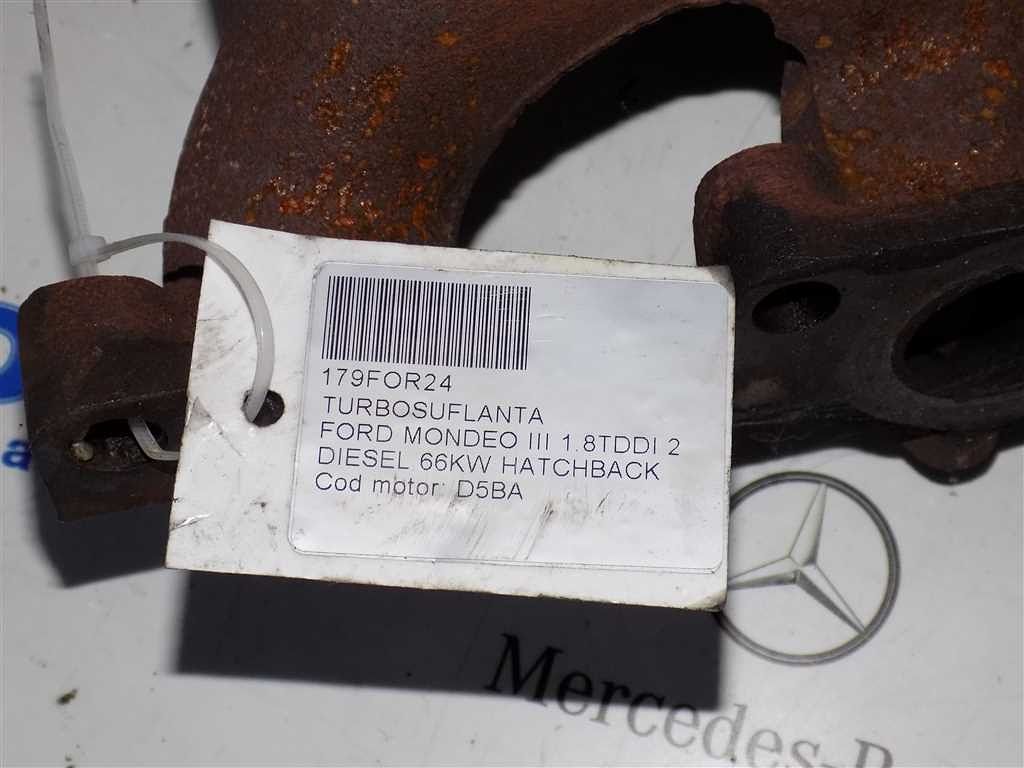 179FOR24
TURBOSUFLANTA
FORD MONDEO III 1.8TDDI 2
DIESEL 66KW HATCHBACK
Cod motor: D5BA
Mercedes-B